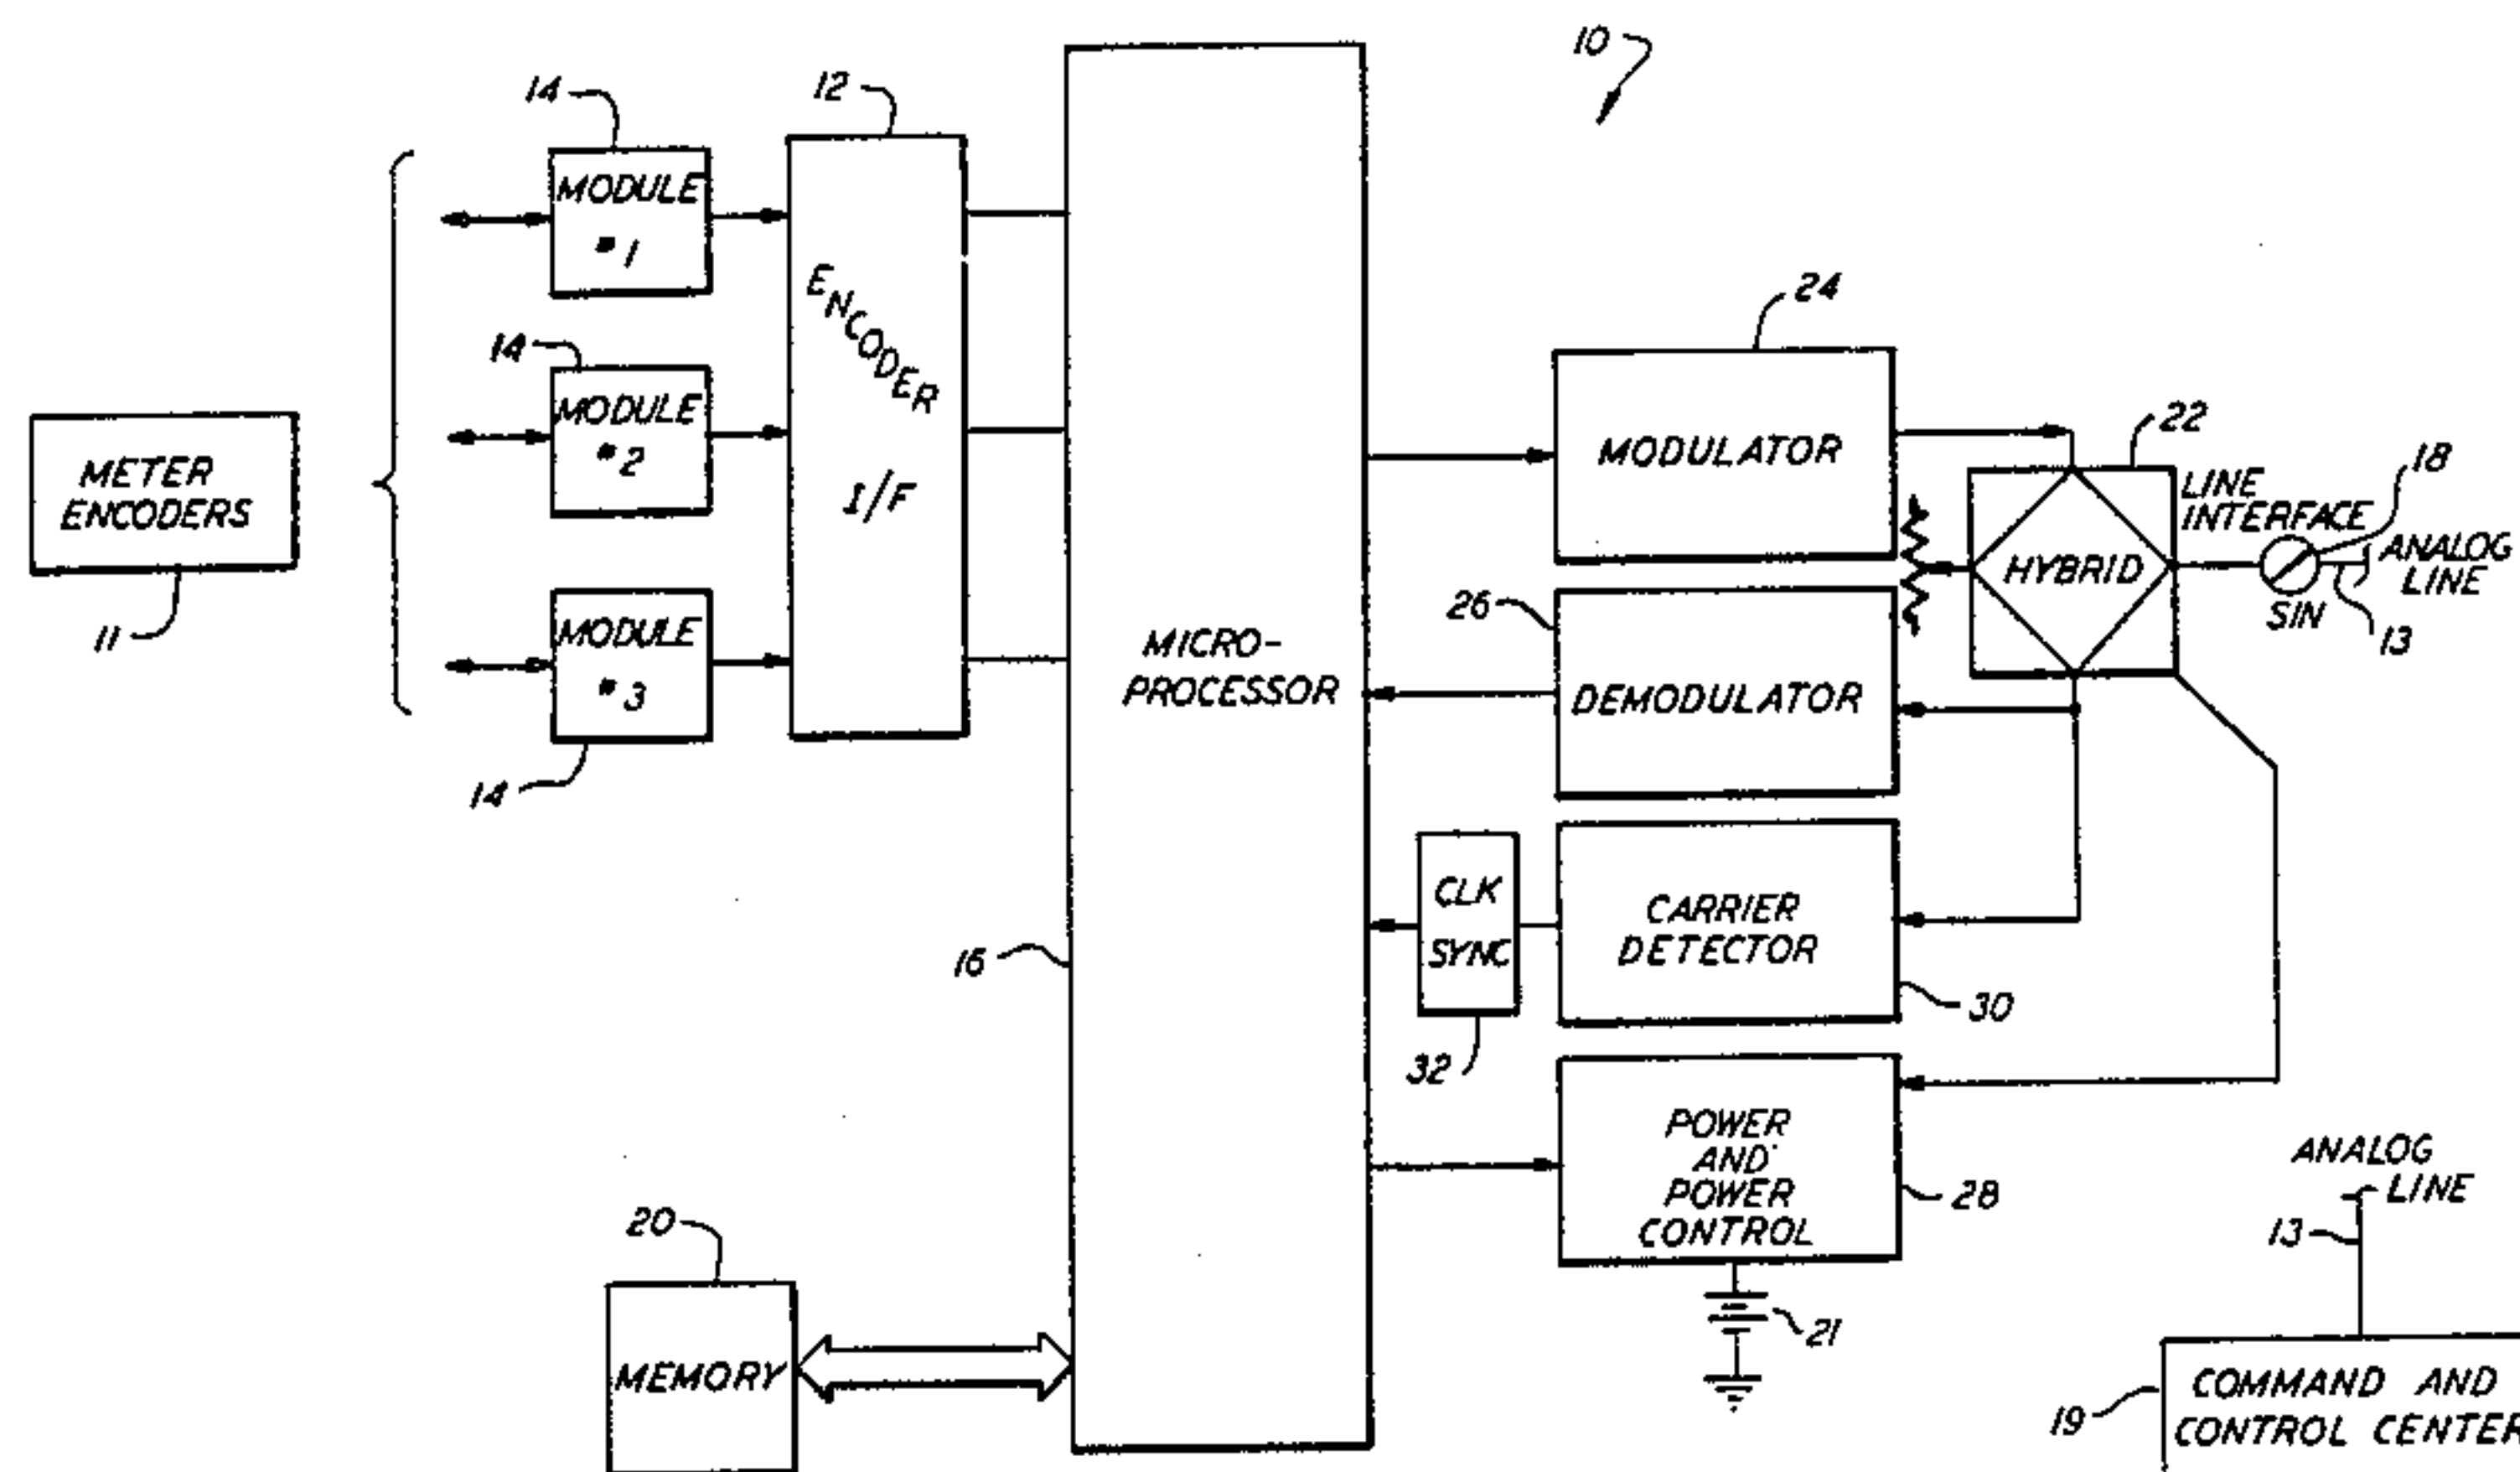 10
14
12
MODULE
#1
ENCODER
I/F
14
MODULE
#2
METER
ENCODERS
11
MODULE
#3
14
MICRO-
PROCESSOR
16
24
MODULATOR
22
LINE
INTERFACE
18
HYBRID
ANALOG
LINE
SIN
13
26
DEMODULATOR
CLK
SYNC
32
CARRIER
DETECTOR
30
POWER
AND
POWER
CONTROL
28
21
20
MEMORY
ANALOG
LINE
13
19
COMMAND AND
CONTROL CENTER